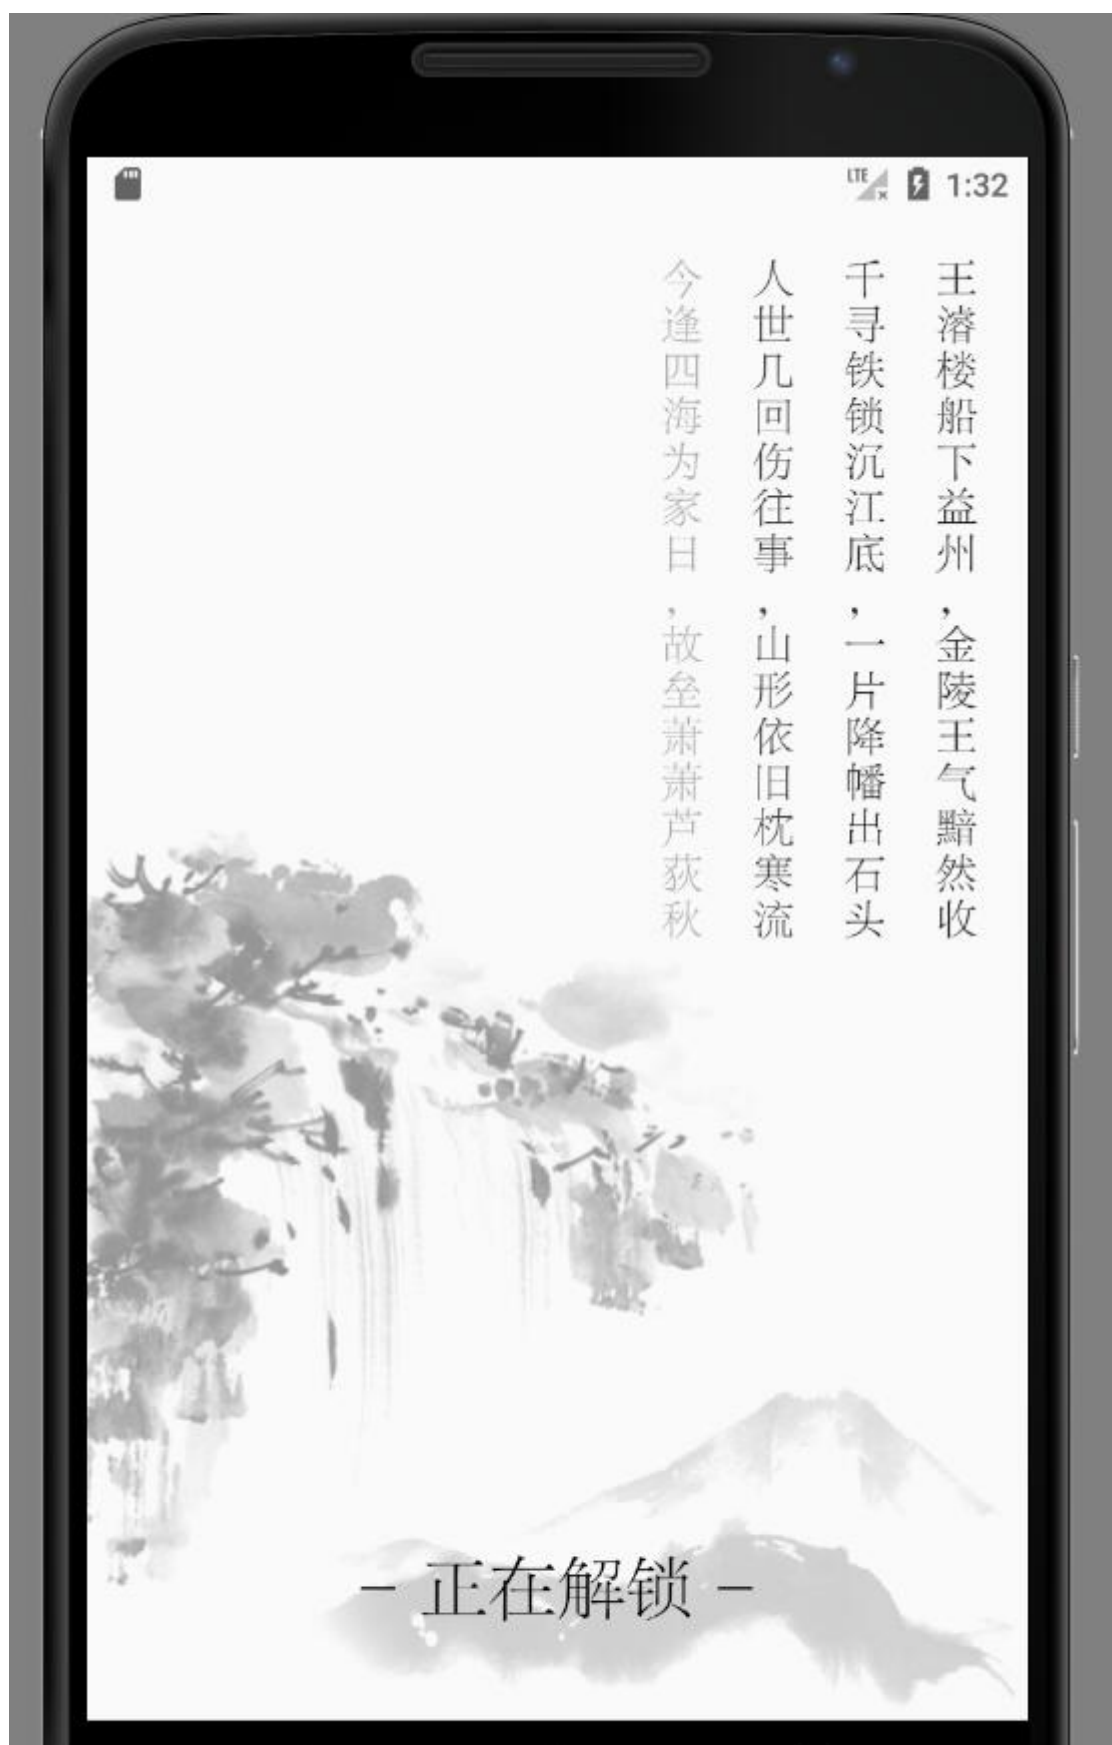 LTE 1:32
王濬楼船下益州,金陵王气黯然收
千寻铁锁沉江底,一片降幡出石头
人世几回伤往事,山形依旧枕寒流
今逢四海为家日,故垒萧萧芦荻秋
- 正在解锁 -